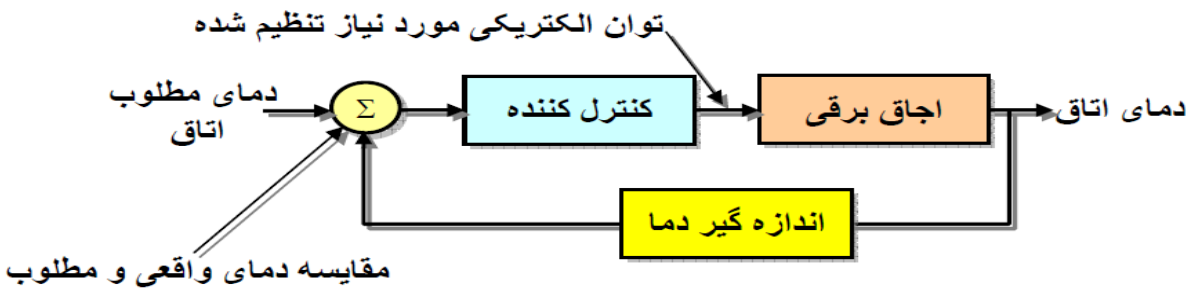 توان الکتریکی مورد نیاز تنظیم شده
دمای مطلوب
اتاق
Σ
کنترل کننده
اجاق برقی
دمای اتاق
اندازه گیر دما
مقایسه دمای واقعی و مطلوب